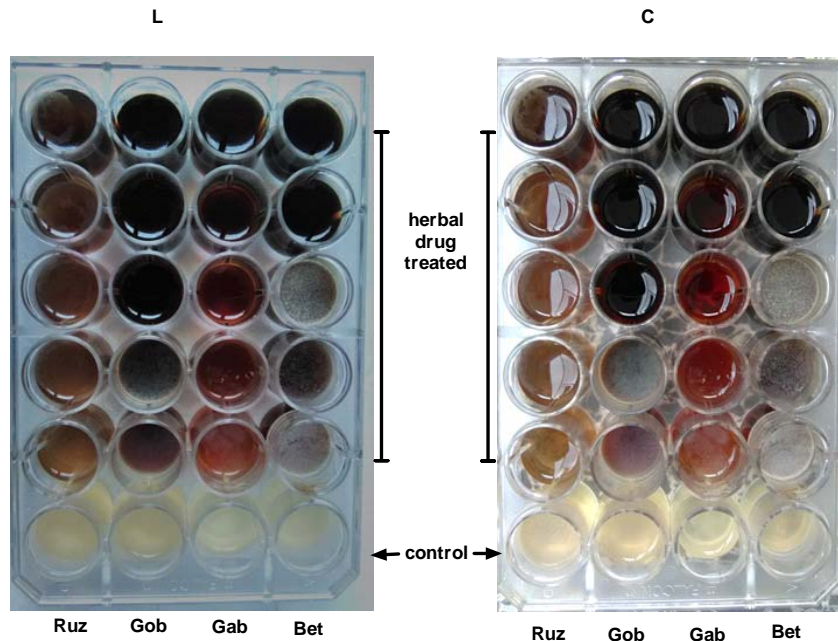 L
C
herbal
drug
treated
control
Ruz Gob Gab Bet
Ruz Gob Gab Bet